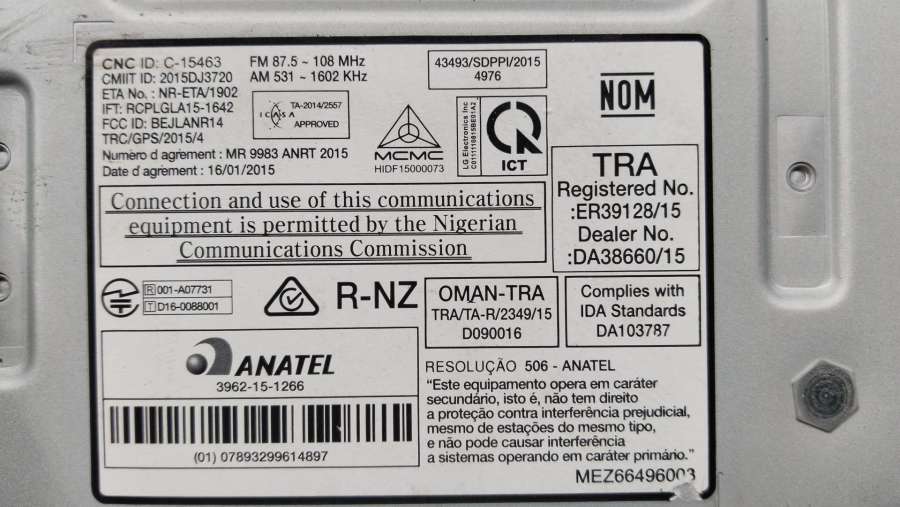 CNC ID: C-15463
CMIIT ID: 2015DJ3720
ETA No.: NR-ETA/1902
IFT: RCPLGLA15-1642
FCC ID: BEJLANR14
TRC/GPS/2015/4
Numéro d agrément : MR 9983 ANRT 2015
Date d agrément : 16/01/2015
FM 87.5 ~ 108 MHz
AM 531 ~ 1602 KHz
ICASA
TA-2014/2557
APPROVED
43493/SDPPI/2015
4976
MCMC
HIDF15000073
LG Electronics Inc
ICT
NOM
TRA
Registered No.
:ER39128/15
Dealer No.
:DA38660/15
Connection and use of this communications
equipment is permitted by the Nigerian
Communications Commission
R 001-A07731
T D16-0088001
R-NZ
OMAN-TRA
TRA/TA-R/2349/15
D090016
Complies with
IDA Standards
DA103787
ANATEL
3962-15-1266
(01) 07893299614897
RESOLUÇÃO 506 - ANATEL
“Este equipamento opera em caráter
secundário, isto é, não tem direito
a proteção contra interferência prejudicial,
mesmo de estações do mesmo tipo,
e não pode causar interferência
a sistemas operando em caráter primário.”
MEZ66496003